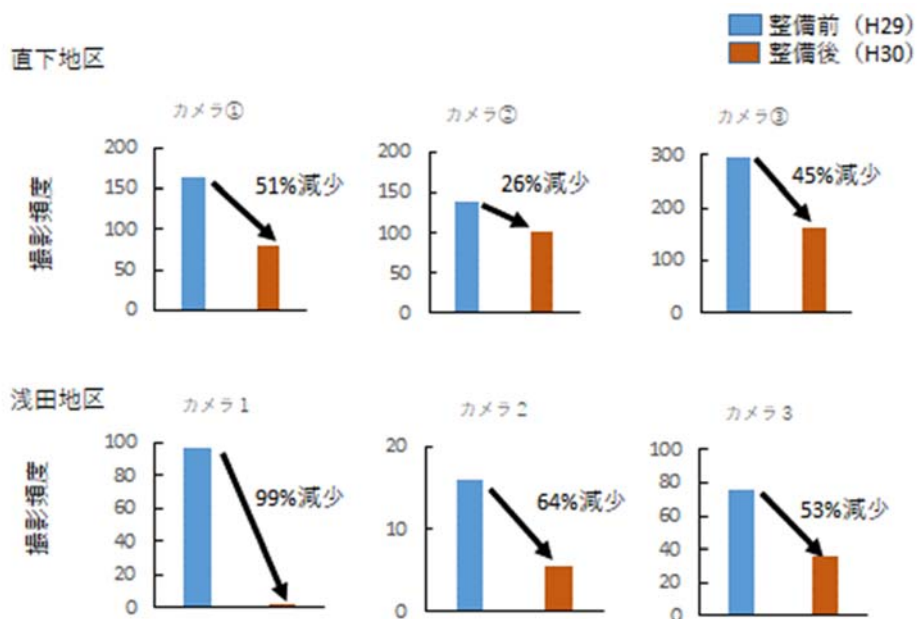 整備前（H29）
整備後（H30）
直下地区
カメラ①
カメラ②
カメラ③
撮影頻度
200
150
100
50
0
51%減少
200
150
100
50
0
26%減少
300
200
100
0
45%減少
浅田地区
カメラ１
カメラ２
カメラ３
撮影頻度
100
80
60
40
20
0
99%減少
20
10
0
64%減少
100
80
60
40
20
0
53%減少